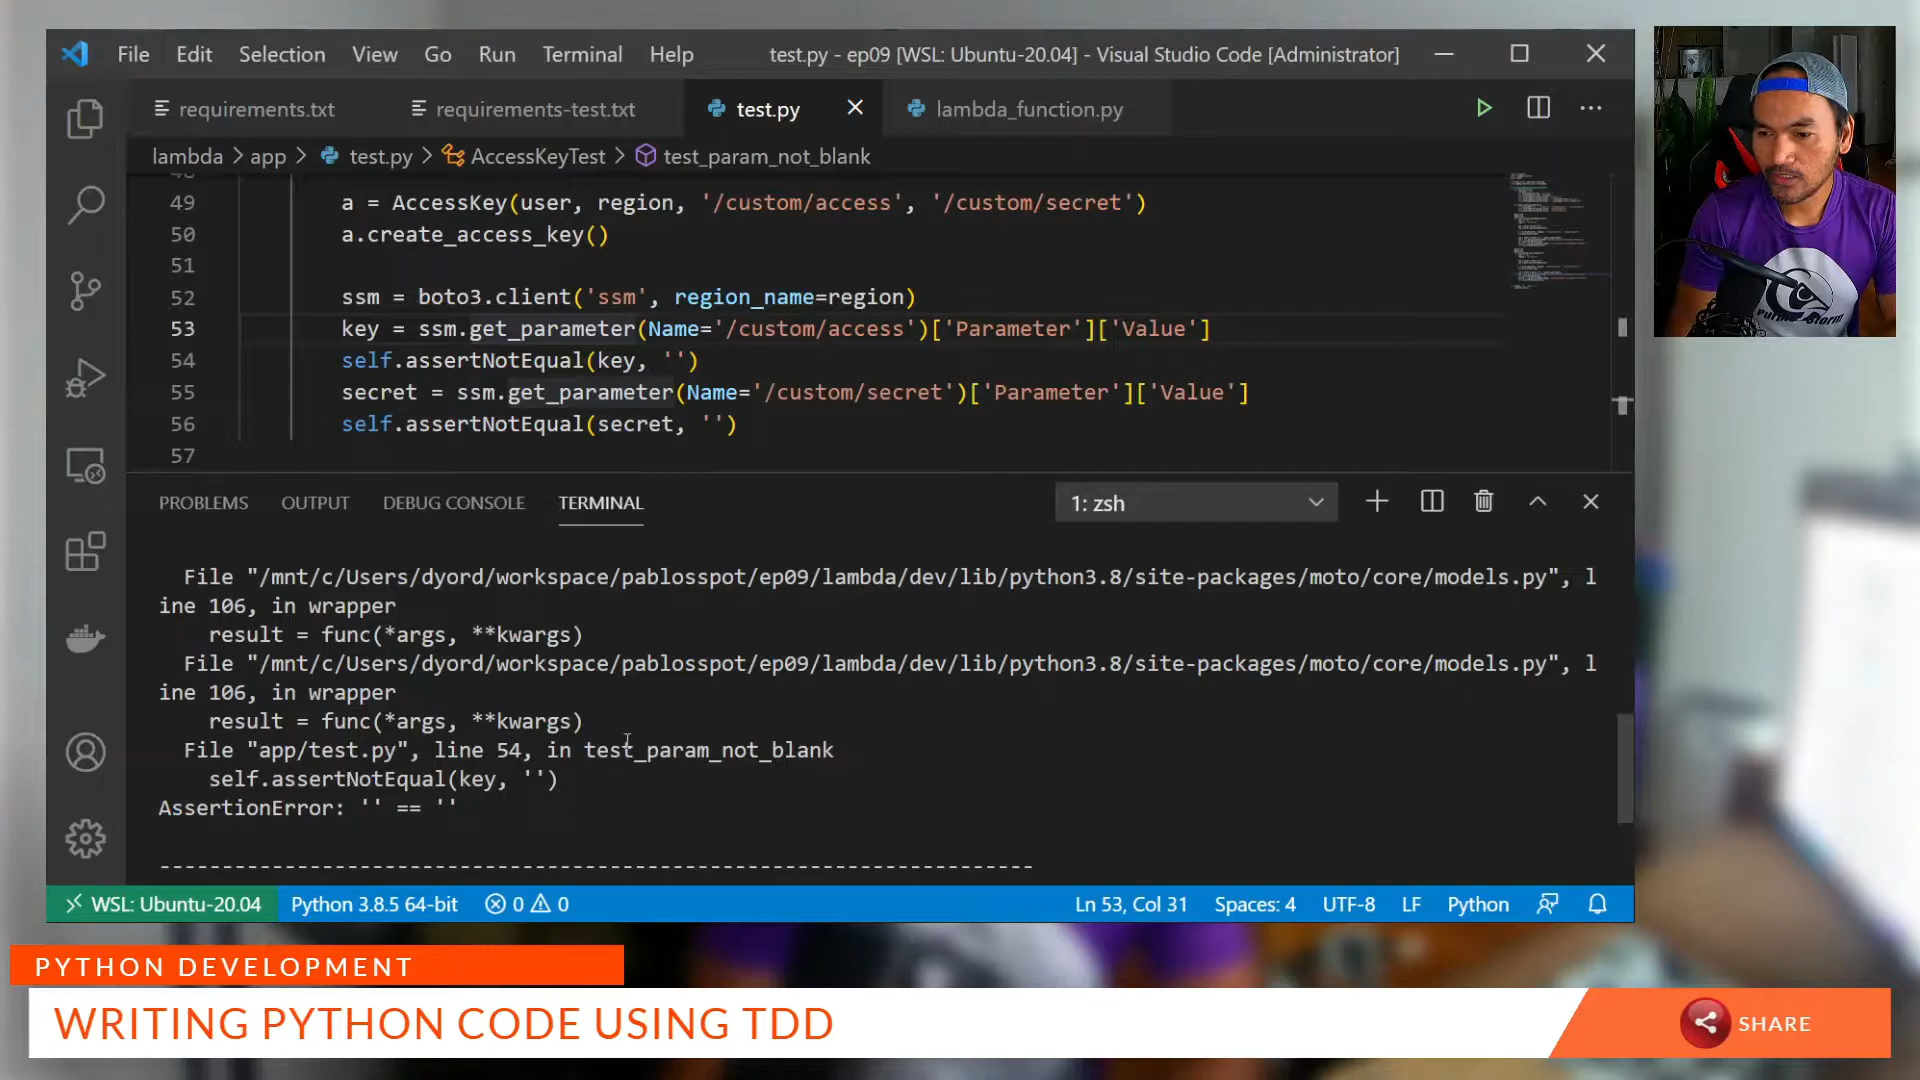 File Edit Selection View Go Run Terminal Help test.py - ep09 [WSL: Ubuntu-20.04] - Visual Studio Code [Administrator]
requirements.txt requirements-test.txt test.py lambda_function.py
lambda > app > test.py > AccessKeyTest > test_param_not_blank
49 a = AccessKey(user, region, '/custom/access', '/custom/secret')
50 a.create_access_key()
51
52 ssm = boto3.client('ssm', region_name=region)
53 key = ssm.get_parameter(Name='/custom/access')['Parameter']['Value']
54 self.assertNotEqual(key, '')
55 secret = ssm.get_parameter(Name='/custom/secret')['Parameter']['Value']
56 self.assertNotEqual(secret, '')
57
PROBLEMS OUTPUT DEBUG CONSOLE TERMINAL 1: zsh
File "/mnt/c/Users/dyord/workspace/pablosspot/ep09/lambda/dev/lib/python3.8/site-packages/moto/core/models.py", l
ine 106, in wrapper
result = func(*args, **kwargs)
File "/mnt/c/Users/dyord/workspace/pablosspot/ep09/lambda/dev/lib/python3.8/site-packages/moto/core/models.py", l
ine 106, in wrapper
result = func(*args, **kwargs)
File "app/test.py", line 54, in test_param_not_blank
self.assertNotEqual(key, '')
AssertionError: '' == ''
----------------------------------------------------------------------
WSL: Ubuntu-20.04 Python 3.8.5 64-bit 0 0 Ln 53, Col 31 Spaces: 4 UTF-8 LF Python
PYTHON DEVELOPMENT
WRITING PYTHON CODE USING TDD
SHARE